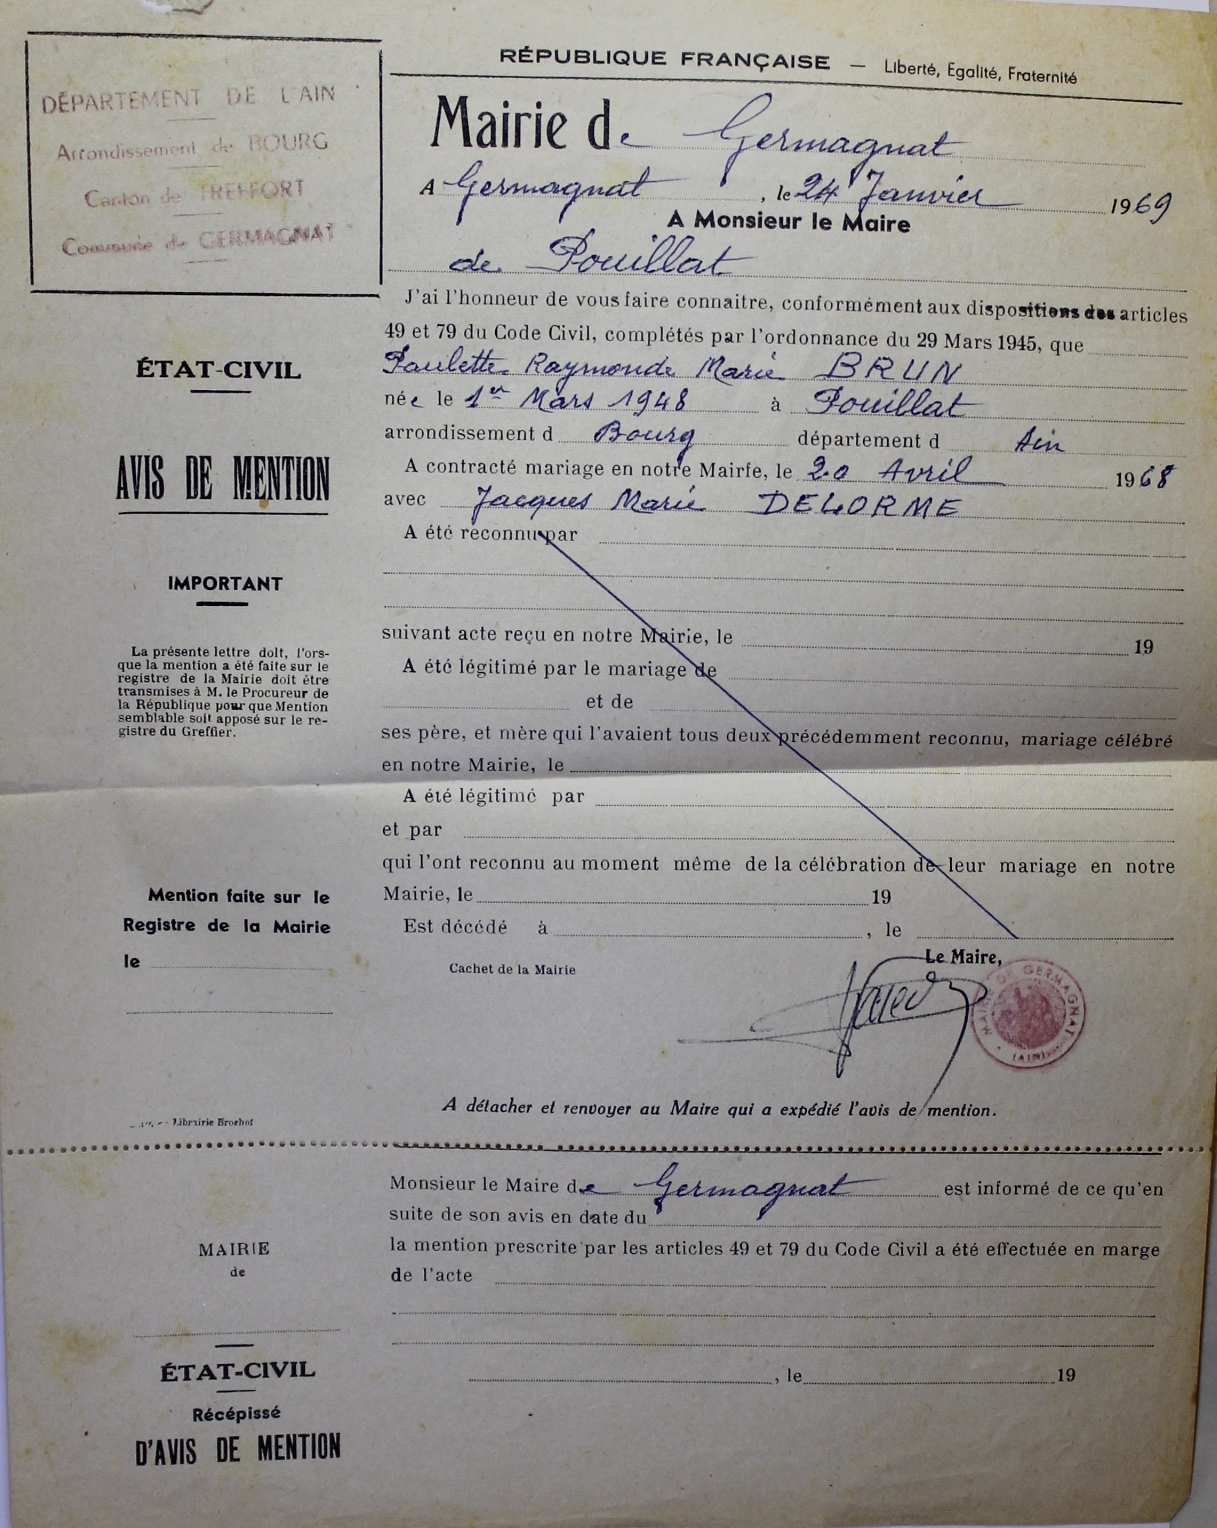 RÉPUBLIQUE FRANÇAISE — Liberté, Egalité, Fraternité
DÉPARTEMENT DE L'AIN
Arrondissement de BOURG
Canton de TREFFORT
Commune de GERMAGNAT
Mairie de Germagnat
A Germagnat, le 24 Janvier 1969
A Monsieur le Maire
de Pouillat
J'ai l'honneur de vous faire connaitre, conformément aux dispositions des articles
49 et 79 du Code Civil, complétés par l'ordonnance du 29 Mars 1945, que
Paulette Raymonde Marie BRUN
née le 1er Mars 1948 à Pouillat
arrondissement d Bourg département d Ain
A contracté mariage en notre Mairie, le 20 Avril 1968
avec Jacques Marie DELORME
A été reconnu par
suivant acte reçu en notre Mairie, le 19
A été légitimé par le mariage de
et de
ses père, et mère qui l'avaient tous deux précédemment reconnu, mariage célébré
en notre Mairie, le
A été légitimé par
et par
qui l'ont reconnu au moment même de la célébration de leur mariage en notre
Mairie, le 19
Est décédé à , le
Le Maire,
Cachet de la Mairie
MAIRIE DE GERMAGNAT
(AIN)
A détacher et renvoyer au Maire qui a expédié l'avis de mention.
ÉTAT-CIVIL
AVIS DE MENTION
IMPORTANT
La présente lettre doit, l'ors-
que la mention a été faite sur le
registre de la Mairie doit être
transmises à M. le Procureur de
la République pour que Mention
semblable soit apposé sur le re-
gistre du Greffier.
Mention faite sur le
Registre de la Mairie
le
Librairie Brochot
Monsieur le Maire de Germagnat est informé de ce qu'en
suite de son avis en date du
la mention prescrite par les articles 49 et 79 du Code Civil a été effectuée en marge
de l'acte
, le 19
MAIRIE
de
ÉTAT-CIVIL
Récépissé
D'AVIS DE MENTION